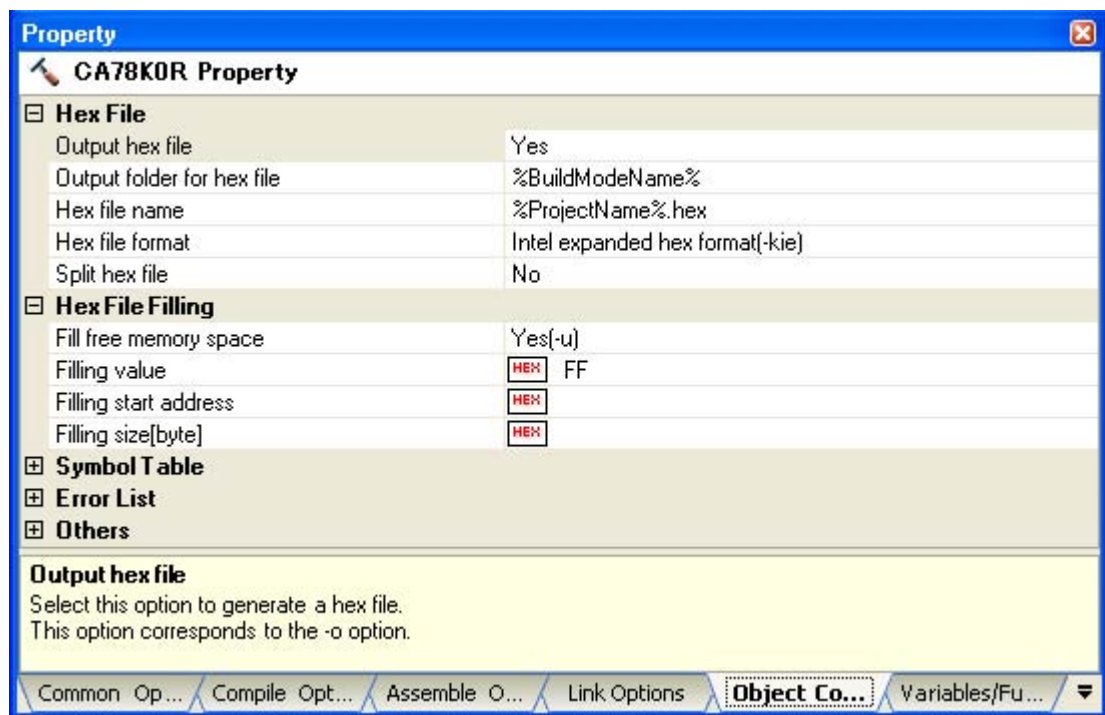 Property
CA78K0R Property
Hex File
Output hex file Yes
Output folder for hex file %BuildModeName%
Hex file name %ProjectName%.hex
Hex file format Intel expanded hex format(-kie)
Split hex file No
Hex File Filling
Fill free memory space Yes(-u)
Filling value HEX FF
Filling start address HEX
Filling size[byte] HEX
Symbol Table
Error List
Others
Output hex file
Select this option to generate a hex file.
This option corresponds to the -o option.
Common Op... Compile Opt... Assemble O... Link Options Object Co... Variables/Fu...